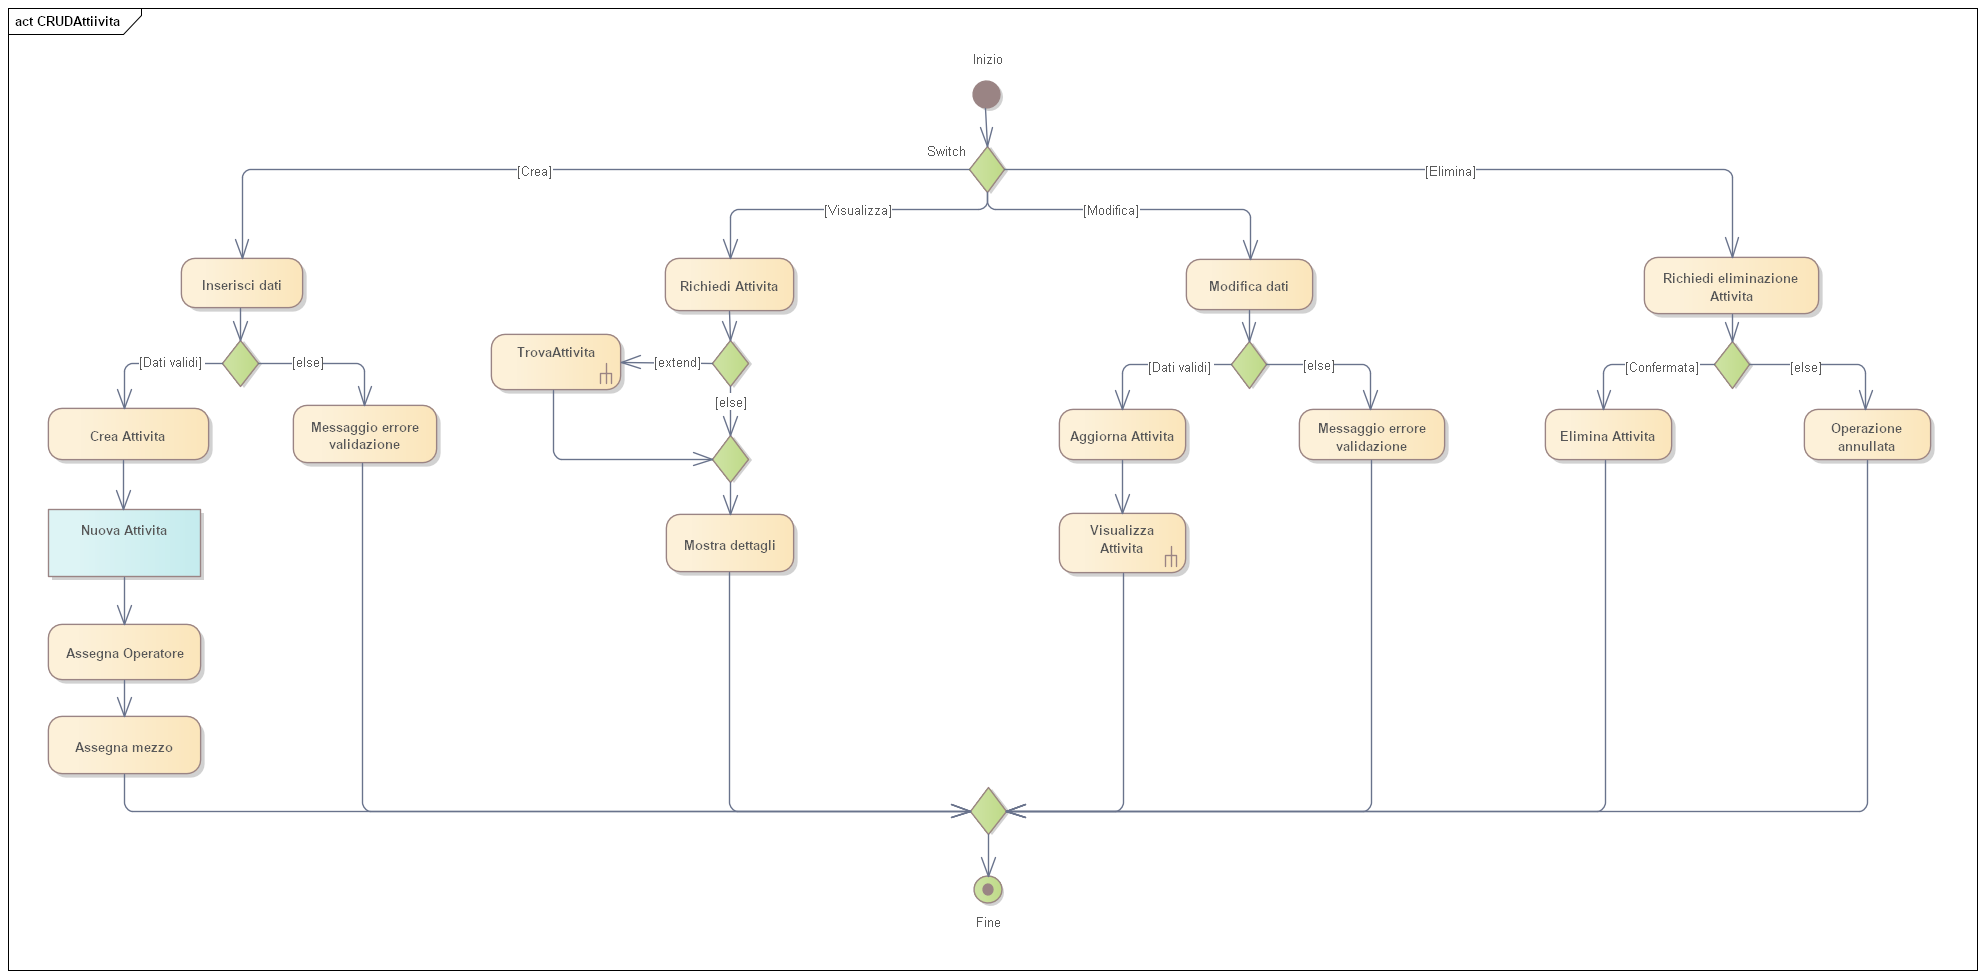 act CRUDAttiivita
Inizio
Switch
[Crea]
[Elimina]
[Visualizza]
[Modifica]
Inserisci dati
Richiedi Attivita
Modifica dati
Richiedi eliminazione
Attivita
[Dati validi]
[else]
TrovaAttivita
[extend]
[else]
[Dati validi]
[else]
[Confermata]
[else]
Crea Attivita
Messaggio errore
validazione
Aggiorna Attivita
Messaggio errore
validazione
Elimina Attivita
Operazione
annullata
Nuova Attivita
Mostra dettagli
Visualizza
Attivita
Assegna Operatore
Assegna mezzo
Fine